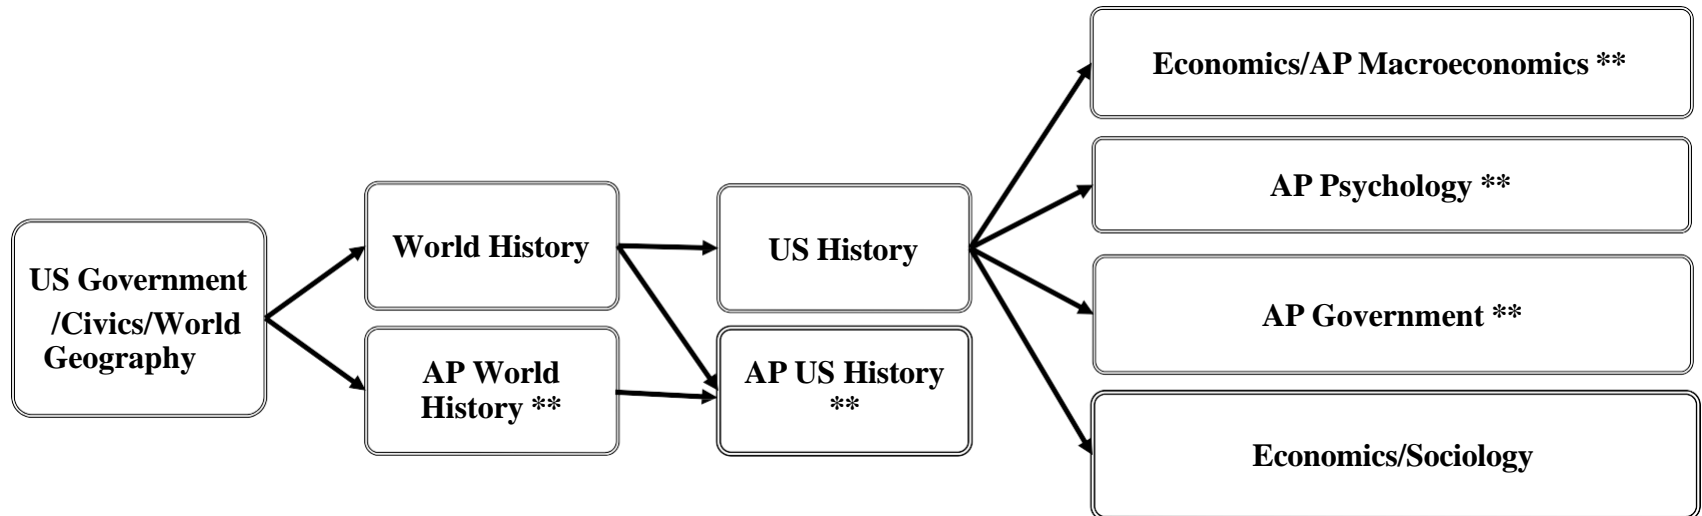 US Government
/Civics/World
Geography
World History
AP World
History **
US History
AP US History
**
Economics/AP Macroeconomics **
AP Psychology **
AP Government **
Economics/Sociology